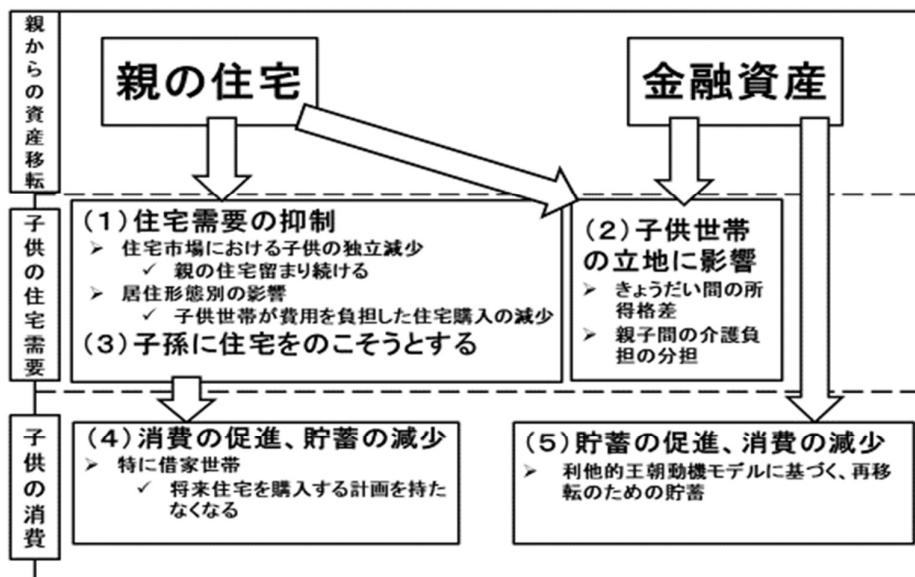 親からの資産移転
親の住宅
金融資産
子供の住宅需要
(1)住宅需要の抑制
➢ 住宅市場における子供の独立減少
✓ 親の住宅留まり続ける
➢ 居住形態別の影響
✓ 子供世帯が費用を負担した住宅購入の減少
(3)子孫に住宅をのこそうとする
(2)子供世帯
の立地に影響
➢ きょうだい間の所
得格差
➢ 親子間の介護負
担の分担
子供の消費
(4)消費の促進、貯蓄の減少
➢ 特に借家世帯
✓ 将来住宅を購入する計画を持た
なくなる
(5)貯蓄の促進、消費の減少
➢ 利他的王朝動機モデルに基づく、再移
転のための貯蓄